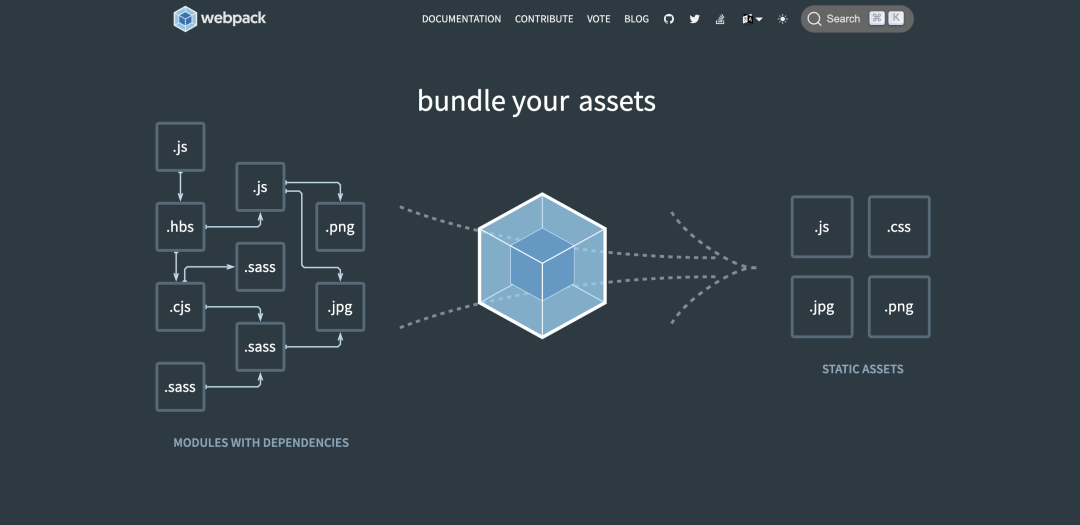 webpack
DOCUMENTATION CONTRIBUTE VOTE BLOG Search ⌘ K
bundle your assets
.js
.js
.hbs
.png
.sass
.cjs
.jpg
.sass
.sass
MODULES WITH DEPENDENCIES
.js .css
.jpg .png
STATIC ASSETS